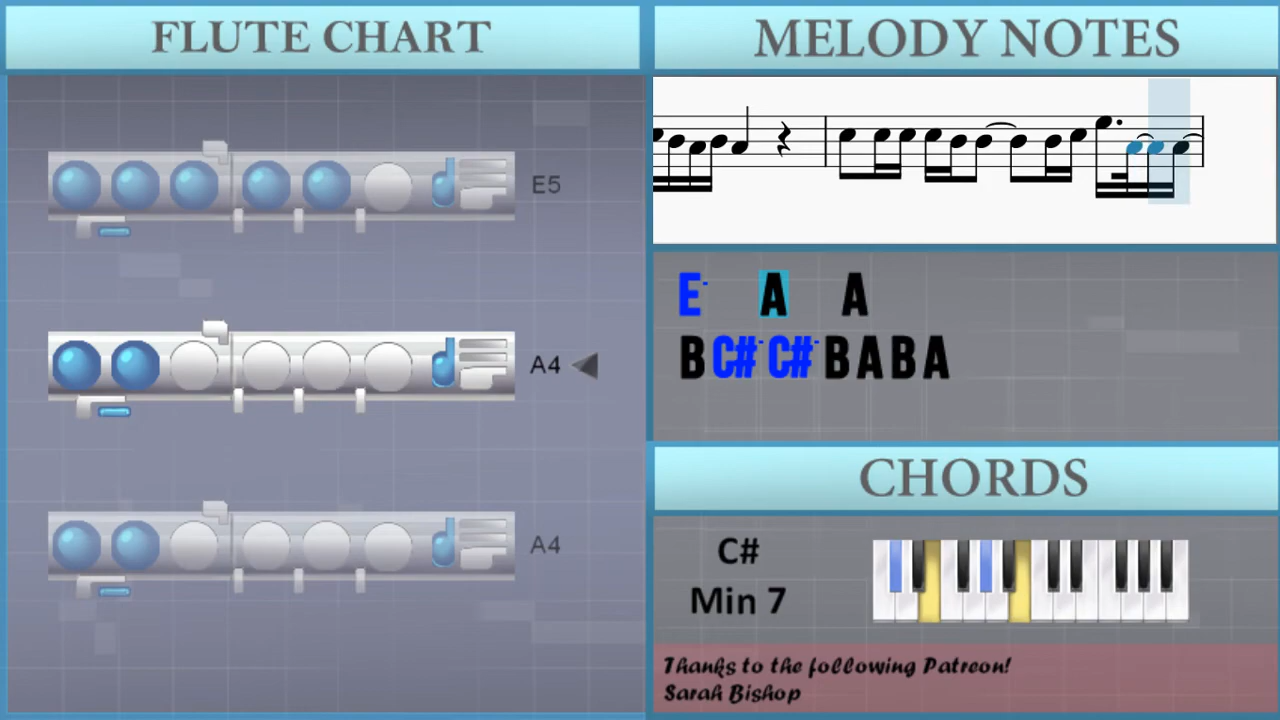 FLUTE CHART
E5
A4
A4
MELODY NOTES
E- A A
B C#- C#- B A B A
CHORDS
C#
Min 7
Thanks to the following Patreon!
Sarah Bishop